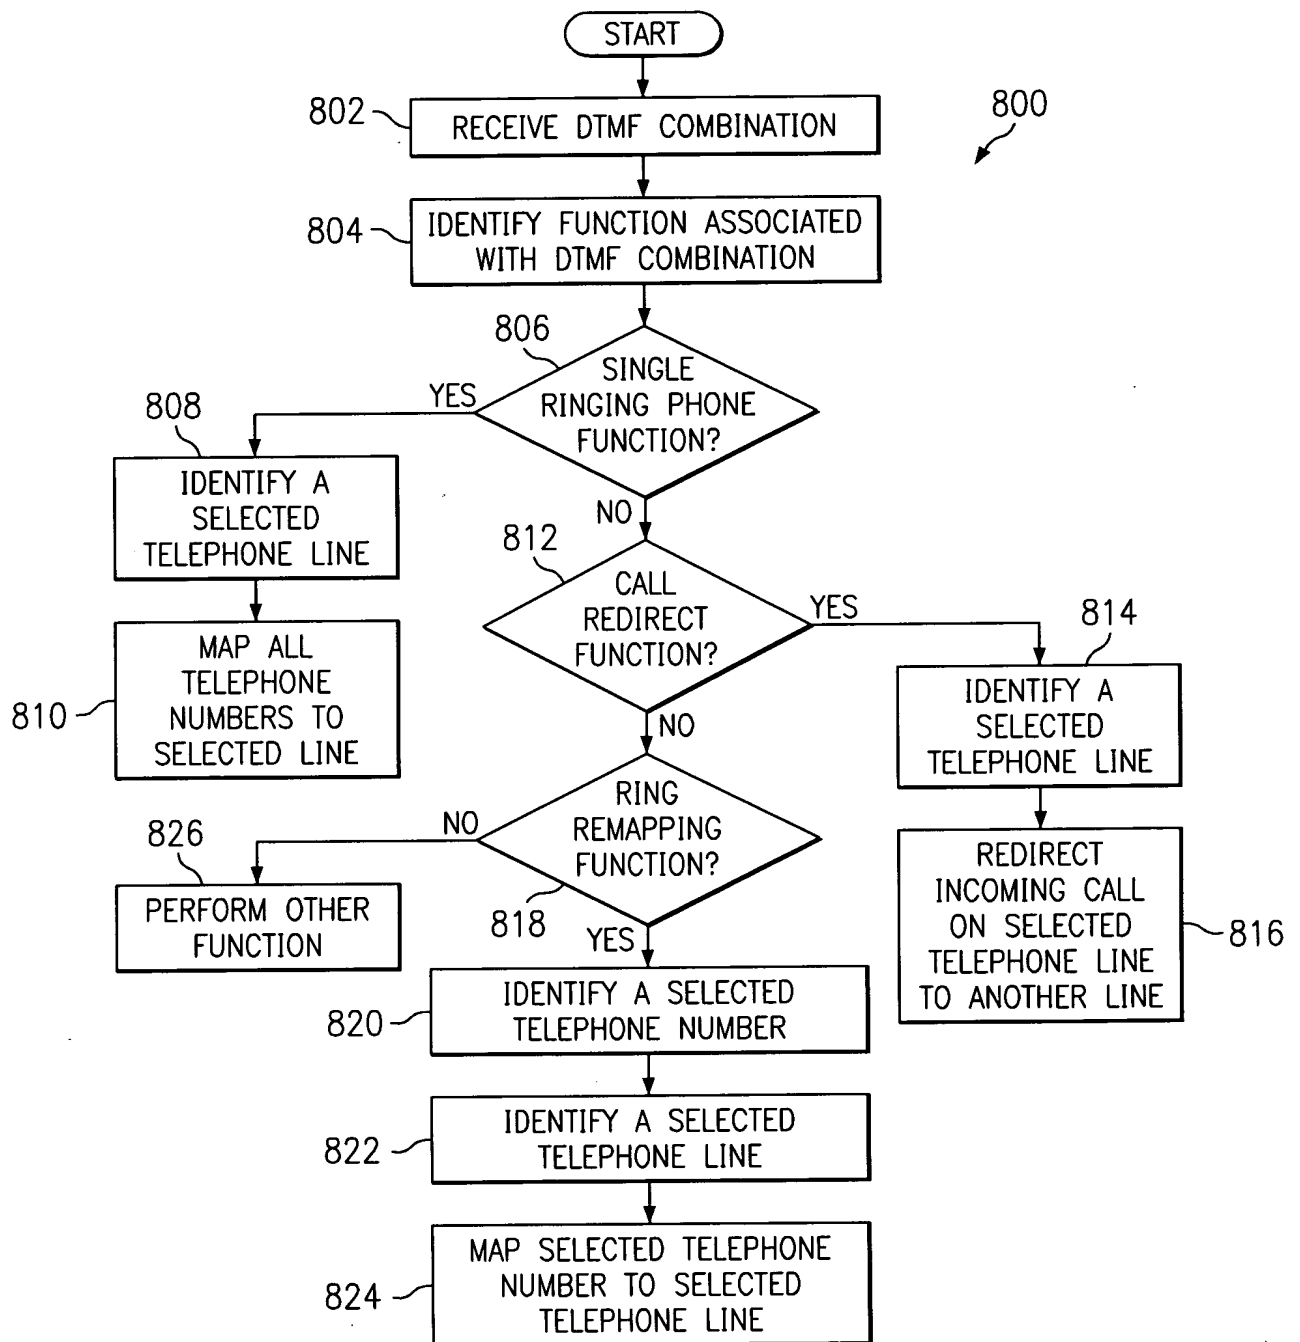 START
802
RECEIVE DTMF COMBINATION
800
804
IDENTIFY FUNCTION ASSOCIATED
WITH DTMF COMBINATION
806
SINGLE
RINGING PHONE
FUNCTION?
YES
NO
808
IDENTIFY A
SELECTED
TELEPHONE LINE
810
MAP ALL
TELEPHONE
NUMBERS TO
SELECTED LINE
812
CALL
REDIRECT
FUNCTION?
YES
NO
814
IDENTIFY A
SELECTED
TELEPHONE LINE
REDIRECT
INCOMING CALL
ON SELECTED
TELEPHONE LINE
TO ANOTHER LINE
816
RING
REMAPPING
FUNCTION?
818
NO
YES
826
PERFORM OTHER
FUNCTION
820
IDENTIFY A SELECTED
TELEPHONE NUMBER
822
IDENTIFY A SELECTED
TELEPHONE LINE
824
MAP SELECTED TELEPHONE
NUMBER TO SELECTED
TELEPHONE LINE